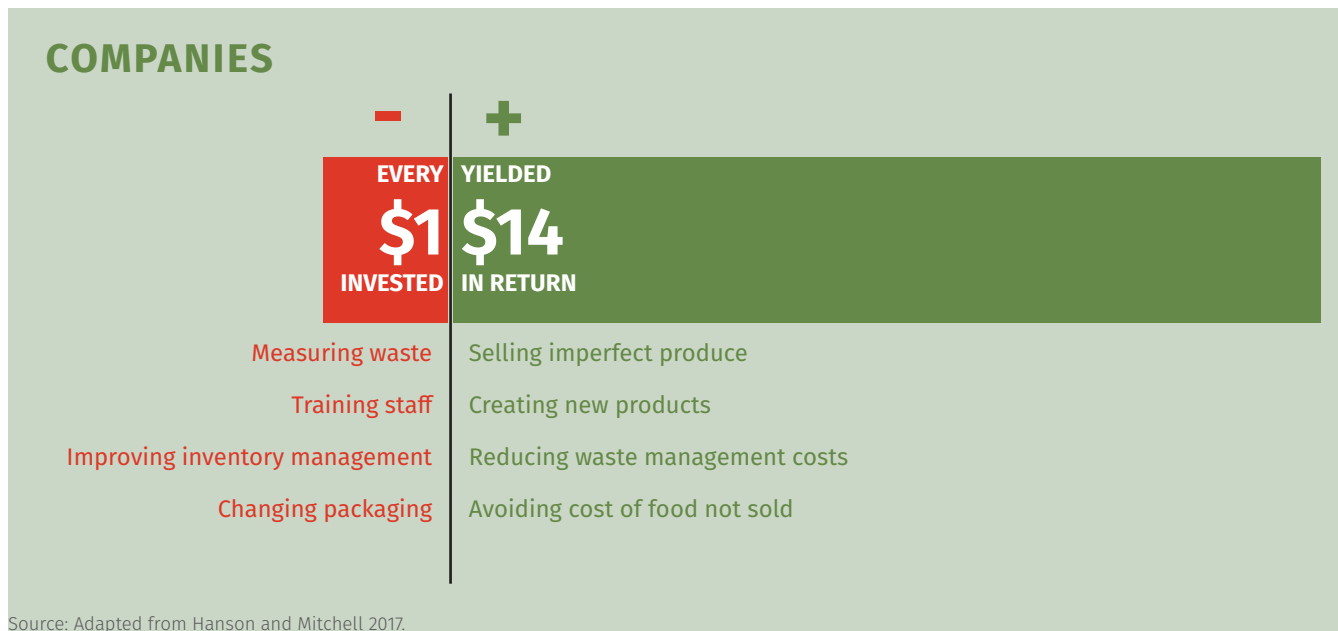 COMPANIES
- +
EVERY
$1
INVESTED
YIELDED
$14
IN RETURN
Measuring waste
Training staff
Improving inventory management
Changing packaging
Selling imperfect produce
Creating new products
Reducing waste management costs
Avoiding cost of food not sold
Source: Adapted from Hanson and Mitchell 2017.